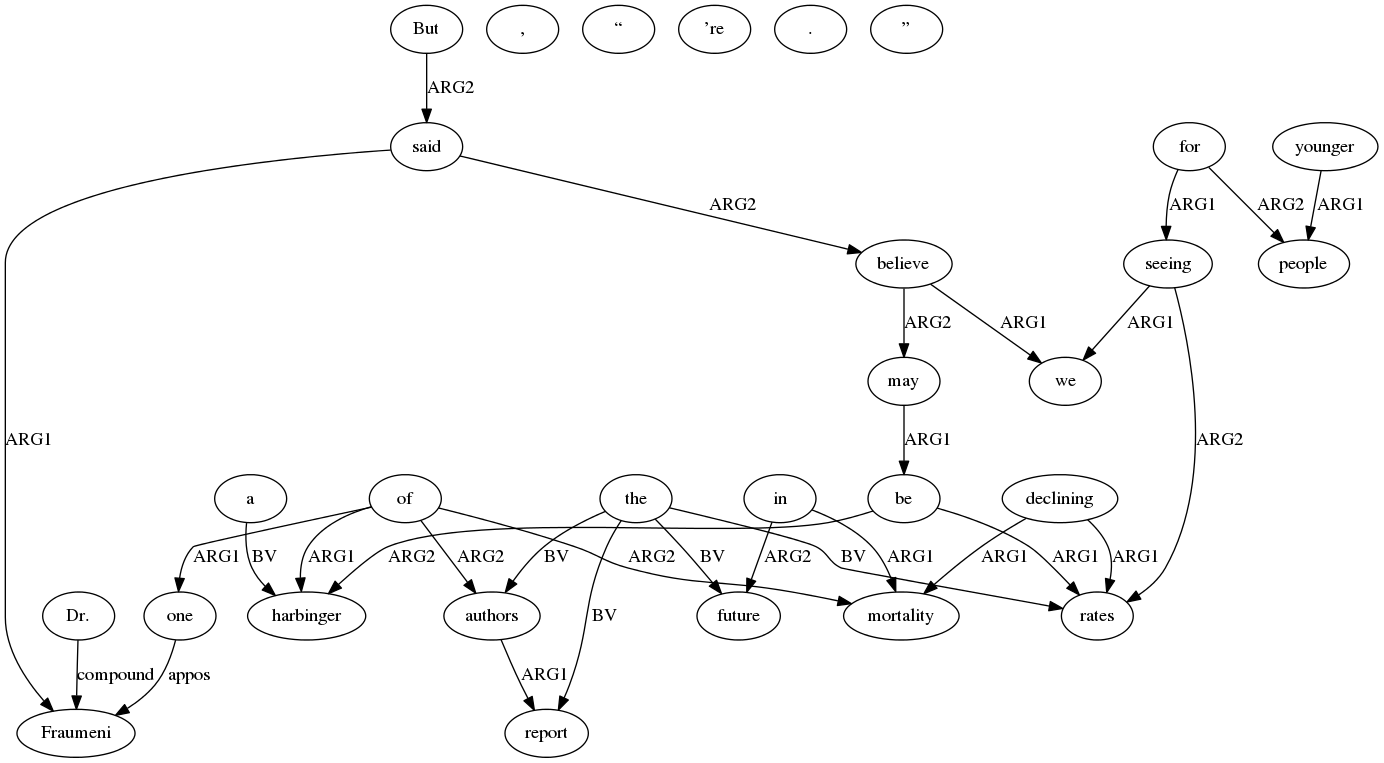 But , “ ’re . ”
ARG2
said for younger
ARG2 ARG1 ARG2 ARG1
believe seeing people
ARG2 ARG1 ARG1
may we
ARG1 ARG1 ARG2
a of the in be declining
ARG1 BV ARG1 ARG2 ARG2 BV ARG2 BV ARG2 ARG1 BV ARG1 ARG1 ARG1
Dr. one harbinger authors BV future mortality rates
compound appos ARG1
Fraumeni report